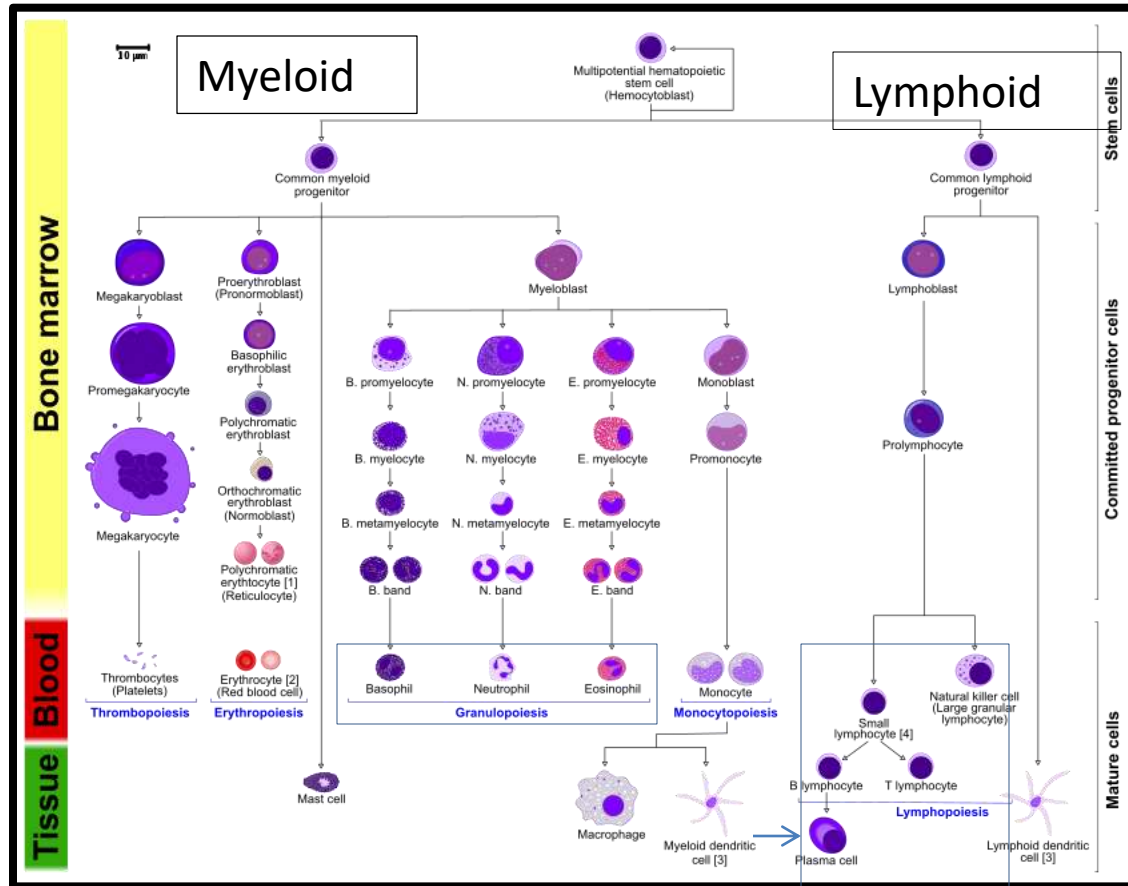 10 µm
Myeloid
Lymphoid
Multipotential hematopoietic
stem cell
(Hemocytoblast)
Common myeloid
progenitor
Common lymphoid
progenitor
Stem cells
Bone marrow
Megakaryoblast
Proerythroblast
(Pronormoblast)
Myeloblast
Lymphoblast
Promegakaryocyte
Basophilic
erythroblast
B. promyelocyte
N. promyelocyte
E. promyelocyte
Monoblast
Polychromatic
erythroblast
B. myelocyte
N. myelocyte
E. myelocyte
Promonocyte
Prolymphocyte
Committed progenitor cells
Orthochromatic
erythroblast
(Normoblast)
B. metamyelocyte
N. metamyelocyte
E. metamyelocyte
Megakaryocyte
Polychromatic
erythtocyte [1]
(Reticulocyte)
B. band
N. band
E. band
Blood
Thrombocytes
(Platelets)
Erythrocyte [2]
(Red blood cell)
Basophil
Neutrophil
Eosinophil
Monocyte
Natural killer cell
(Large granular
lymphocyte)
Thrombopoiesis
Erythropoiesis
Granulopoiesis
Monocytopoiesis
Small
lymphocyte [4]
Mature cells
Tissue
Mast cell
B lymphocyte
T lymphocyte
Lymphopoiesis
Macrophage
Myeloid dendritic
cell [3]
Plasma cell
Lymphoid dendritic
cell [3]